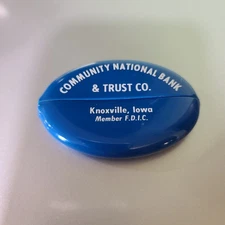 COMMUNITY NATIONAL BANK
& TRUST CO.
Knoxville, Iowa
Member F.D.I.C.